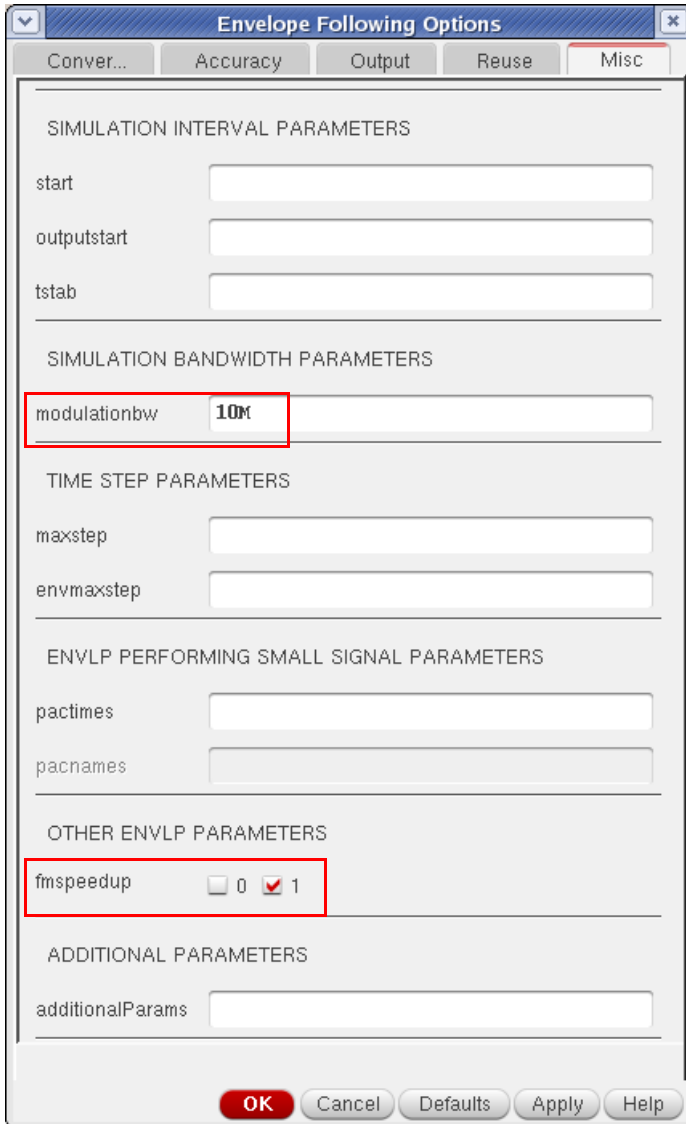 Envelope Following Options
Conver... Accuracy Output Reuse Misc
SIMULATION INTERVAL PARAMETERS
start
outputstart
tstab
SIMULATION BANDWIDTH PARAMETERS
modulationbw 10M
TIME STEP PARAMETERS
maxstep
envmaxstep
ENVLP PERFORMING SMALL SIGNAL PARAMETERS
pactimes
pacnames
OTHER ENVLP PARAMETERS
fmspeedup 0 1
ADDITIONAL PARAMETERS
additionalParams
OK Cancel Defaults Apply Help